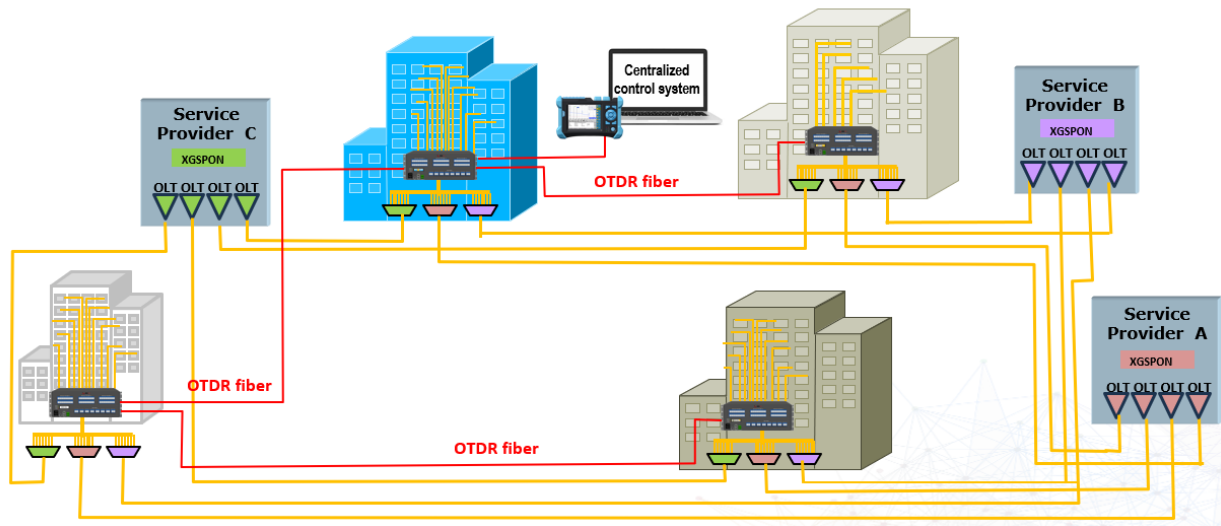 Centralized
control system
Service
Provider C
XGSPON
OLT OLT OLT OLT
Service
Provider B
XGSPON
OLT OLT OLT OLT
OTDR fiber
Service
Provider A
XGSPON
OLT OLT OLT OLT
OTDR fiber
OTDR fiber